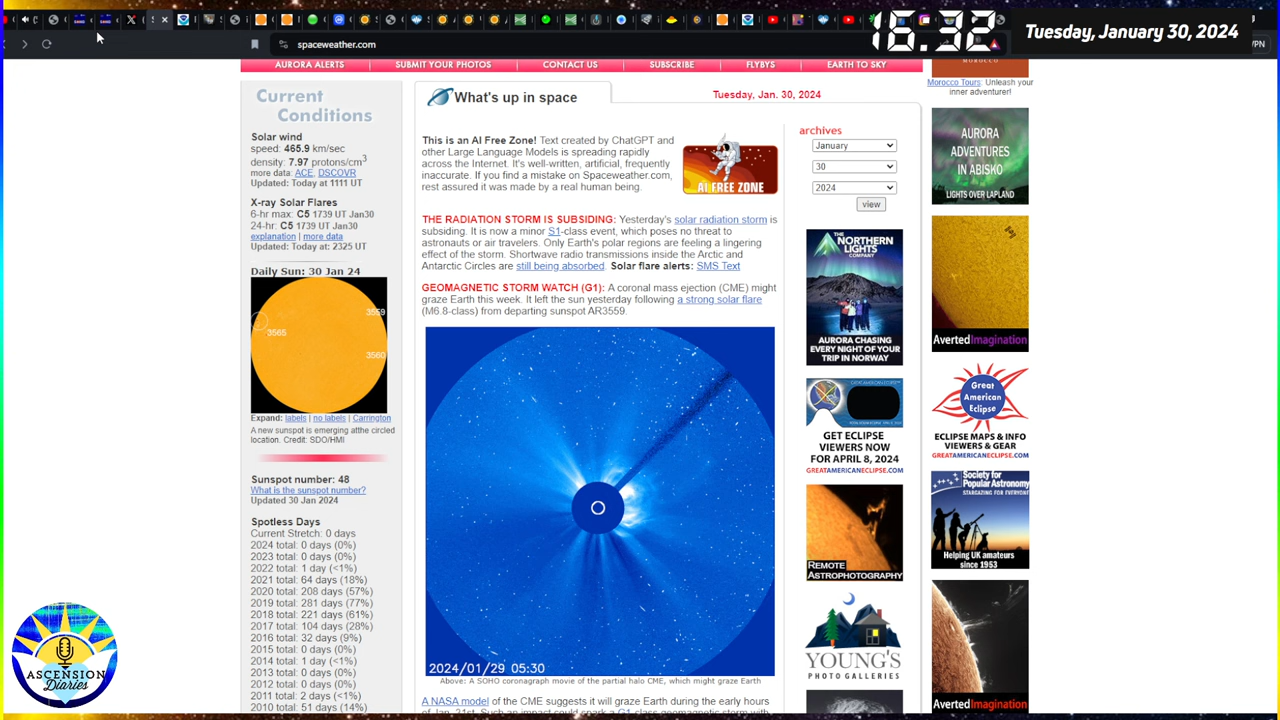 16:32
Tuesday, January 30, 2024
spaceweather.com
VPN
AURORA ALERTS
SUBMIT YOUR PHOTOS
CONTACT US
SUBSCRIBE
FLYBYS
EARTH TO SKY
Current
Conditions
Solar wind
speed: 465.9 km/sec
density: 7.97 protons/cm3
more data: ACE, DSCOVR
Updated: Today at 1111 UT
X-ray Solar Flares
6-hr max: C5 1739 UT Jan30
24-hr: C5 1739 UT Jan30
explanation | more data
Updated: Today at: 2325 UT
Daily Sun: 30 Jan 24
3559
3565
3560
Expand: labels | no labels | Carrington
A new sunspot is emerging atthe circled
location. Credit: SDO/HMI
Sunspot number: 48
What is the sunspot number?
Updated 30 Jan 2024
Spotless Days
Current Stretch: 0 days
2024 total: 0 days (0%)
2023 total: 0 days (0%)
2022 total: 1 day (<1%)
2021 total: 64 days (18%)
2020 total: 208 days (57%)
2019 total: 281 days (77%)
2018 total: 221 days (61%)
2017 total: 104 days (28%)
2016 total: 32 days (9%)
2015 total: 0 days (0%)
2014 total: 1 day (<1%)
2013 total: 0 days (0%)
2012 total: 0 days (0%)
2011 total: 2 days (<1%)
2010 total: 51 days (14%)
What's up in space
Tuesday, Jan. 30, 2024
This is an AI Free Zone! Text created by ChatGPT and
other Large Language Models is spreading rapidly
across the Internet. It's well-written, artificial, frequently
inaccurate. If you find a mistake on Spaceweather.com,
rest assured it was made by a real human being.
AI FREE ZONE
THE RADIATION STORM IS SUBSIDING: Yesterday's solar radiation storm is
subsiding. It is now a minor S1-class event, which poses no threat to
astronauts or air travelers. Only Earth's polar regions are feeling a lingering
effect of the storm. Shortwave radio transmissions inside the Arctic and
Antarctic Circles are still being absorbed. Solar flare alerts: SMS Text
GEOMAGNETIC STORM WATCH (G1): A coronal mass ejection (CME) might
graze Earth this week. It left the sun yesterday following a strong solar flare
(M6.8-class) from departing sunspot AR3559.
2024/01/29 05:30
Above: A SOHO coronagraph movie of the partial halo CME, which might graze Earth
A NASA model of the CME suggests it will graze Earth during the early hours
archives
January
30
2024
view
THE
NORTHERN
LIGHTS
COMPANY
AURORA CHASING
EVERY NIGHT OF YOUR
TRIP IN NORWAY
GET ECLIPSE
VIEWERS NOW
FOR APRIL 8, 2024
GREATAMERICANECLIPSE.COM
REMOTE
ASTROPHOTOGRAPHY
YOUNG'S
PHOTO GALLERIES
MOROCCO
Morocco Tours: Unleash your
inner adventurer!
AURORA
ADVENTURES
IN ABISKO
LIGHTS OVER LAPLAND
AvertedImagination
Great
American
Eclipse
ECLIPSE MAPS & INFO
VIEWERS & GEAR
GREATAMERICANECLIPSE.COM
Society for
Popular Astronomy
STARGAZING FOR EVERYONE
Helping UK amateurs
since 1953
AvertedImagination
ASCENSION
Diaries